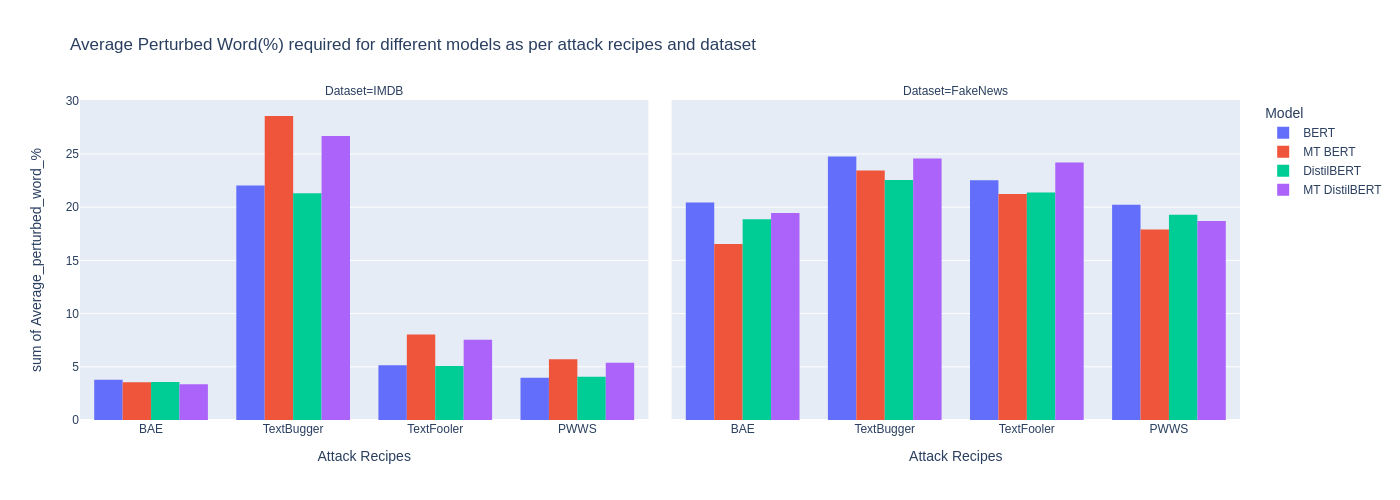 Average Perturbed Word(%) required for different models as per attack recipes and dataset
Dataset=IMDB
Dataset=FakeNews
Model
BERT
MT BERT
DistilBERT
MT DistilBERT
sum of Average_perturbed_word_%
30
25
20
15
10
5
0
BAE
TextBugger
TextFooler
PWWS
BAE
TextBugger
TextFooler
PWWS
Attack Recipes
Attack Recipes